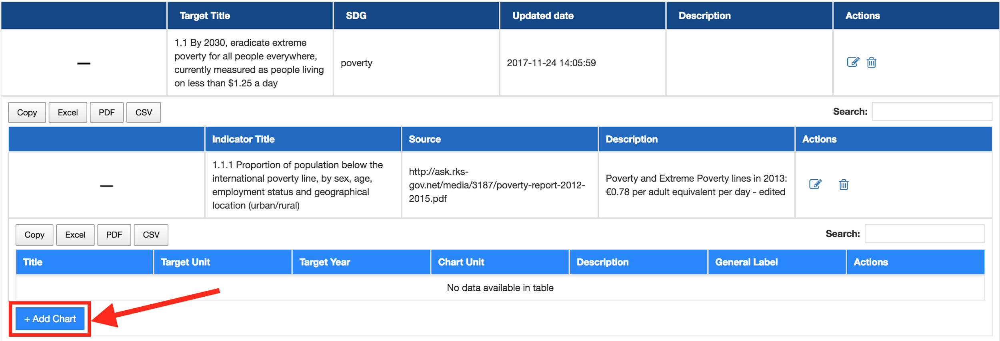 Target Title SDG Updated date Description Actions
1.1 By 2030, eradicate extreme
poverty for all people everywhere,
currently measured as people living
on less than $1.25 a day
poverty
2017-11-24 14:05:59
Copy Excel PDF CSV Search:
Indicator Title Source Description Actions
1.1.1 Proportion of population below the
international poverty line, by sex, age,
employment status and geographical
location (urban/rural)
http://ask.rks-
gov.net/media/3187/poverty-report-2012-
2015.pdf
Poverty and Extreme Poverty lines in 2013:
€0.78 per adult equivalent per day - edited
Copy Excel PDF CSV Search:
Title Target Unit Target Year Chart Unit Description General Label Actions
No data available in table
+ Add Chart